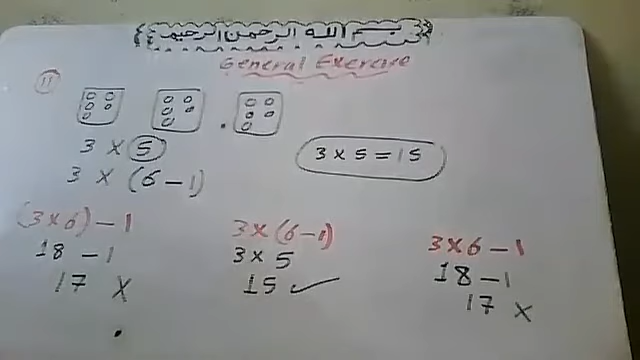 بسم الله الرحمن الرحيم
General Exercise
11
3 × 5
3 × 5 = 15
3 × (6 - 1)
(3 × 6) - 1
18 - 1
17 ×
3 × (6 - 1)
3 × 5
15 ✓
3 × 6 - 1
18 - 1
17 ×